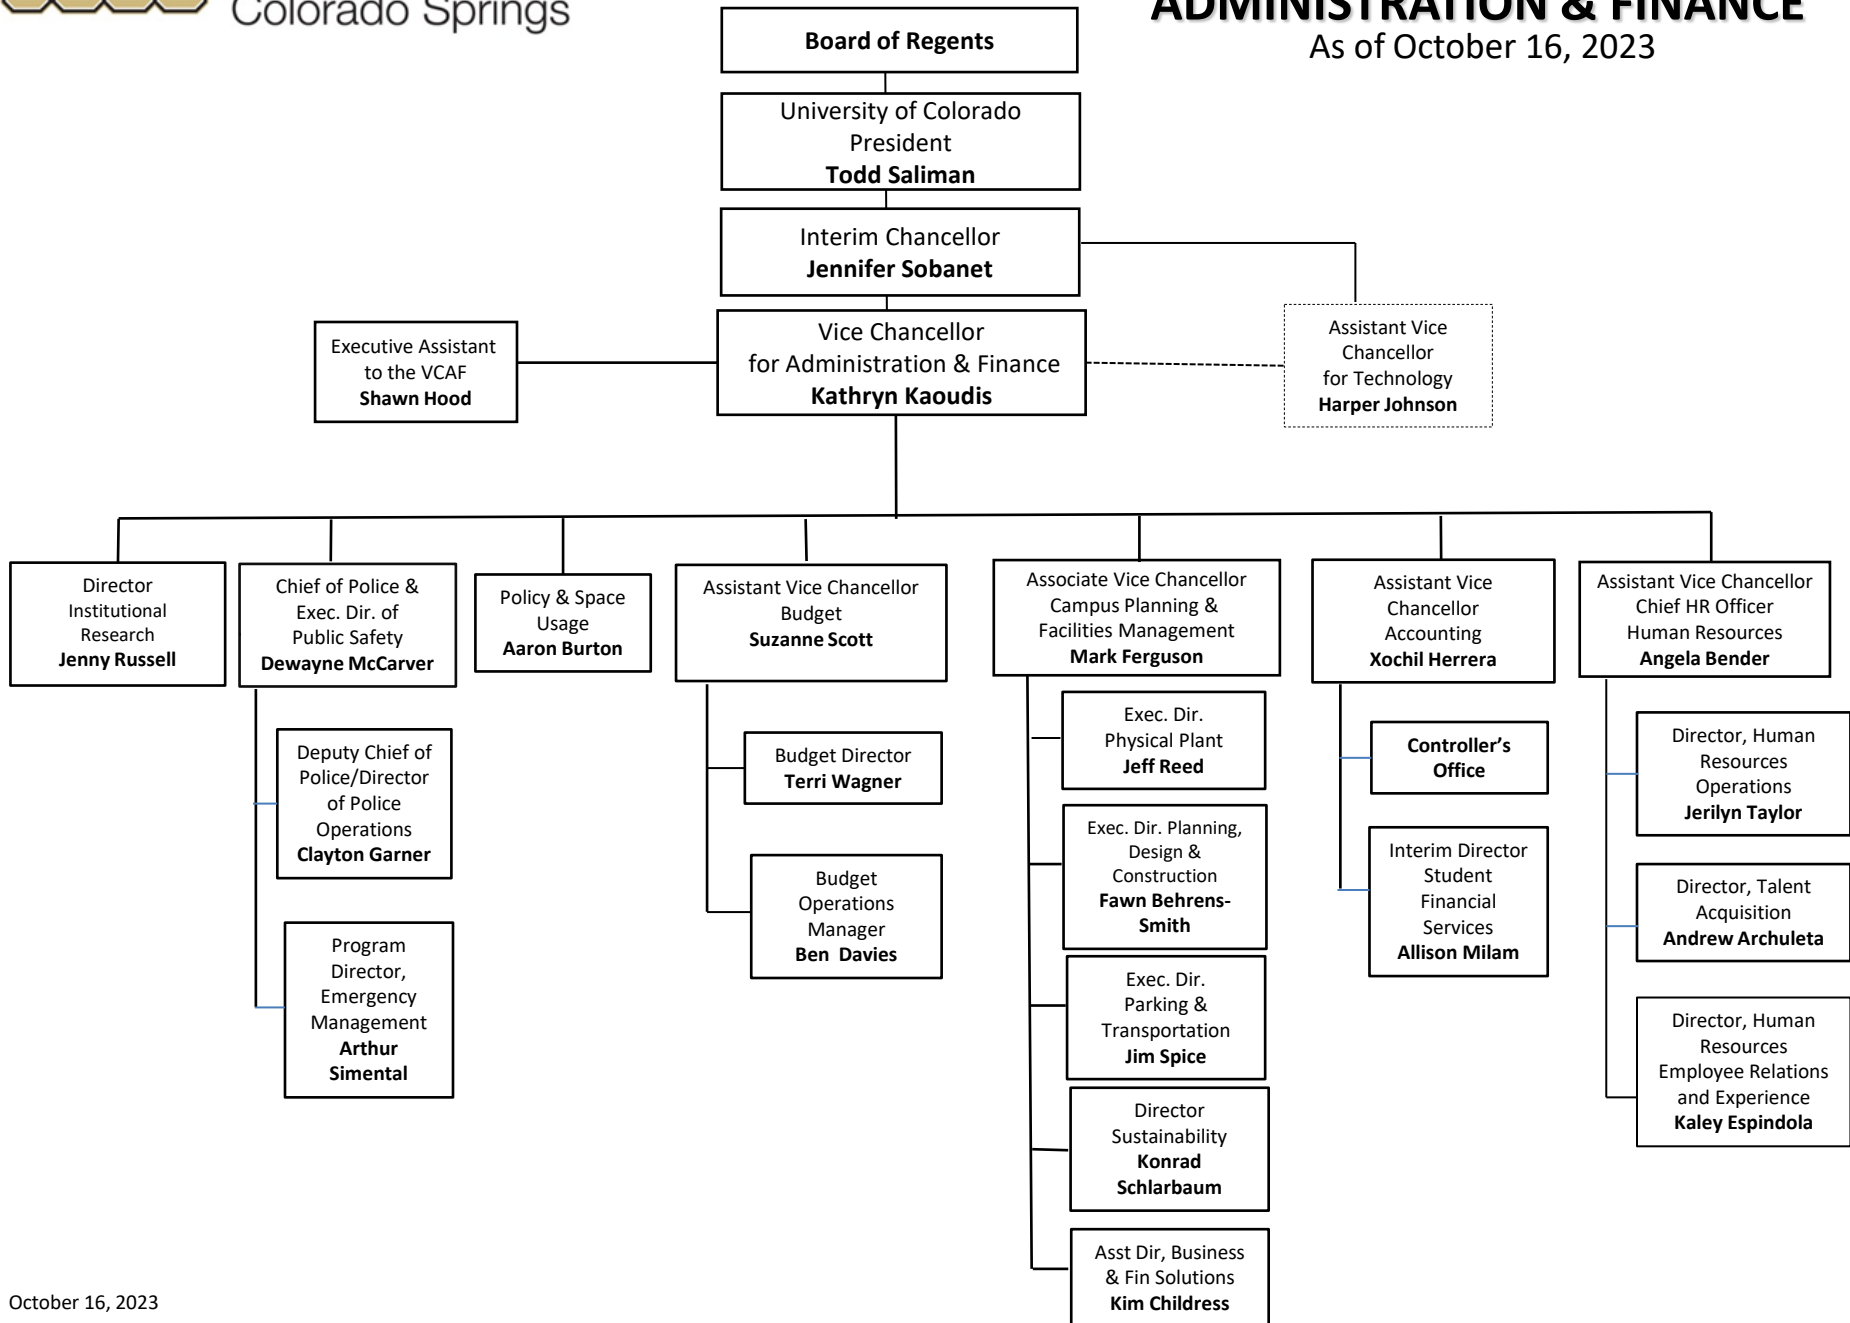 Colorado Springs
ADMINISTRATION & FINANCE
As of October 16, 2023
Board of Regents
University of Colorado
President
Todd Saliman
Interim Chancellor
Jennifer Sobanet
Executive Assistant
to the VCAF
Shawn Hood
Vice Chancellor
for Administration & Finance
Kathryn Kaoudis
Assistant Vice
Chancellor
for Technology
Harper Johnson
Director
Institutional
Research
Jenny Russell
Chief of Police &
Exec. Dir. of
Public Safety
Dewayne McCarver
Policy & Space
Usage
Aaron Burton
Assistant Vice Chancellor
Budget
Suzanne Scott
Associate Vice Chancellor
Campus Planning &
Facilities Management
Mark Ferguson
Assistant Vice
Chancellor
Accounting
Xochil Herrera
Assistant Vice Chancellor
Chief HR Officer
Human Resources
Angela Bender
Deputy Chief of
Police/Director
of Police
Operations
Clayton Garner
Program
Director,
Emergency
Management
Arthur
Simental
Budget Director
Terri Wagner
Budget
Operations
Manager
Ben Davies
Exec. Dir.
Physical Plant
Jeff Reed
Exec. Dir. Planning,
Design &
Construction
Fawn Behrens-
Smith
Exec. Dir.
Parking &
Transportation
Jim Spice
Director
Sustainability
Konrad
Schlarbaum
Asst Dir, Business
& Fin Solutions
Kim Childress
Controller’s
Office
Interim Director
Student
Financial
Services
Allison Milam
Director, Human
Resources
Operations
Jerilyn Taylor
Director, Talent
Acquisition
Andrew Archuleta
Director, Human
Resources
Employee Relations
and Experience
Kaley Espindola
October 16, 2023